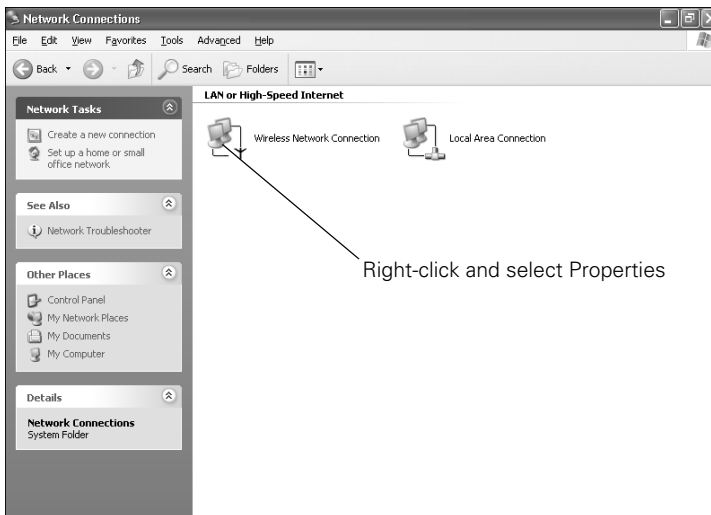 Network Connections
File Edit View Favorites Tools Advanced Help
Back Search Folders
LAN or High-Speed Internet
Network Tasks
Create a new connection
Set up a home or small
office network
Wireless Network Connection
Local Area Connection
See Also
Network Troubleshooter
Right-click and select Properties
Other Places
Control Panel
My Network Places
My Documents
My Computer
Details
Network Connections
System Folder